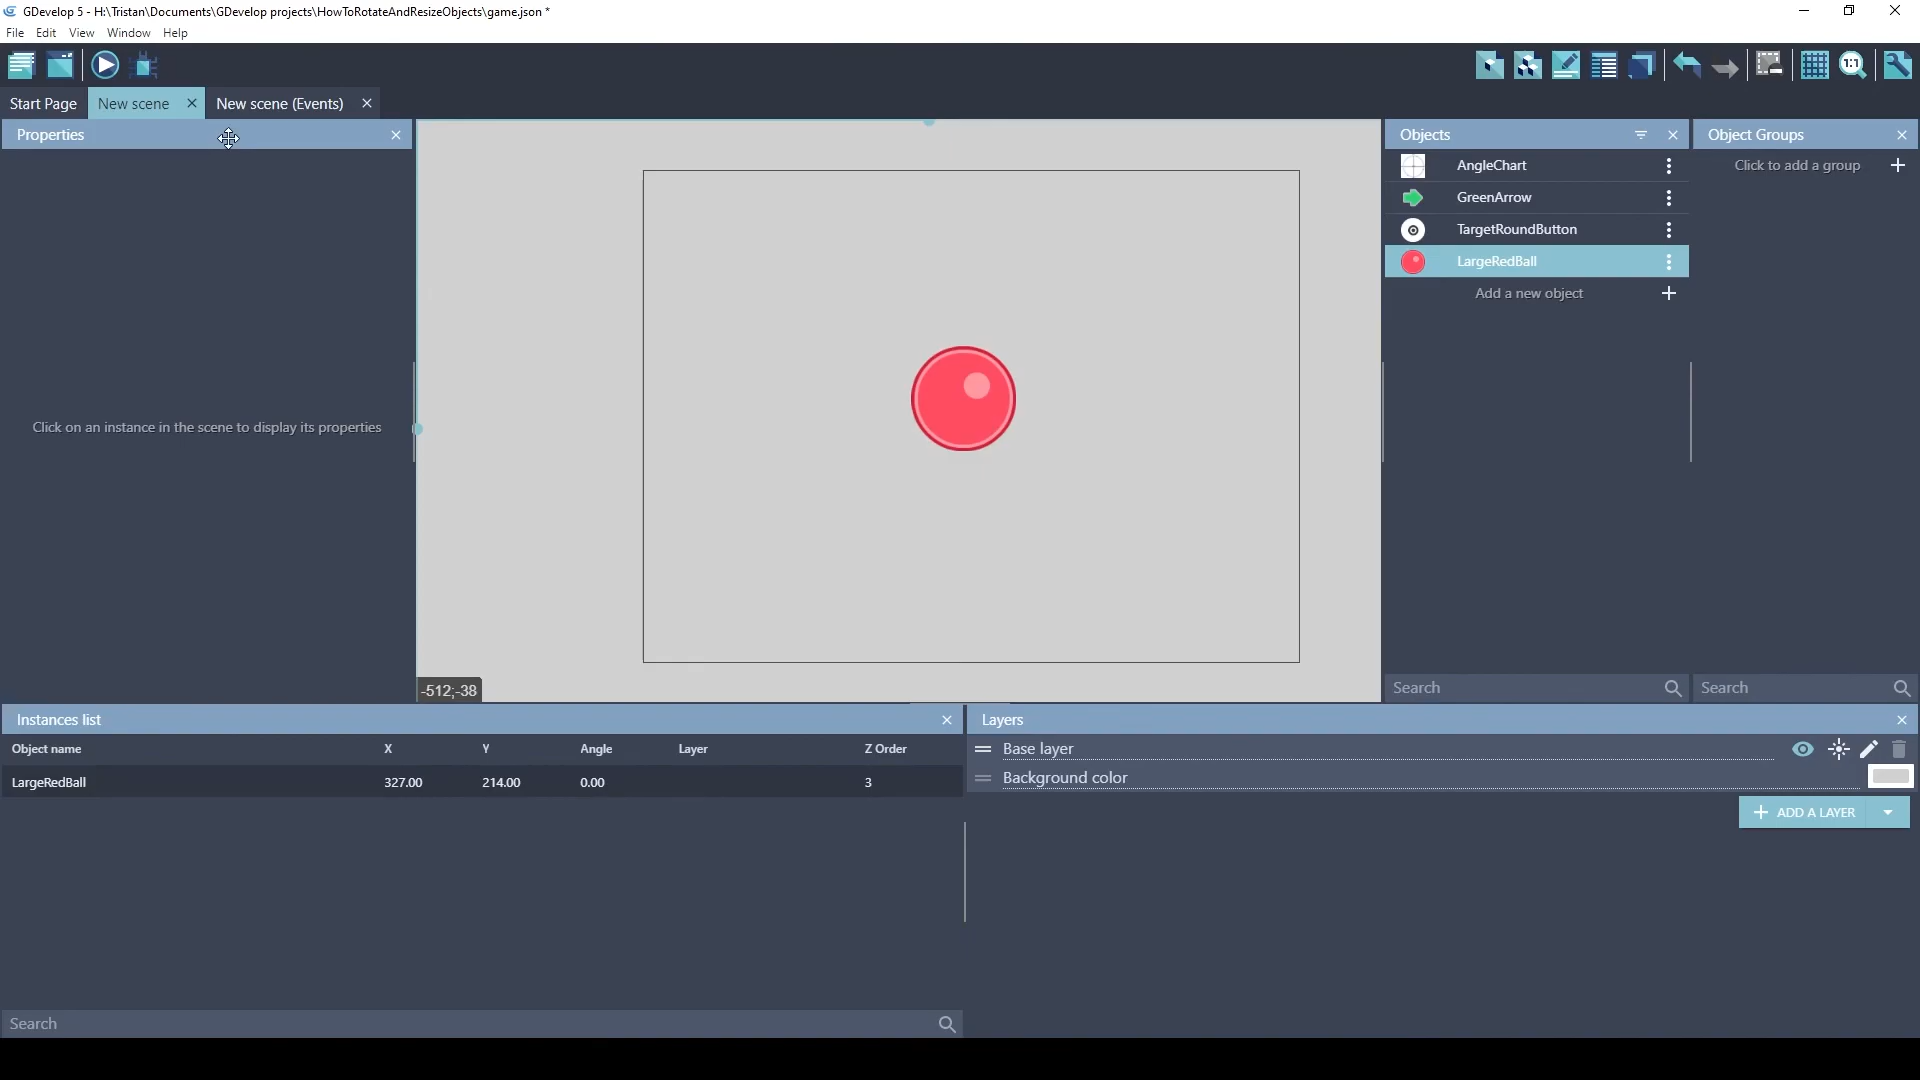 GDevelop 5 - H:\Tristan\Documents\GDevelop projects\HowToRotateAndResizeObjects\game.json *
File Edit View Window Help
1:1
Start Page New scene New scene (Events)
Properties
Objects
Object Groups
AngleChart
Click to add a group
GreenArrow
TargetRoundButton
LargeRedBall
Add a new object
Click on an instance in the scene to display its properties
-512;-38
Search
Search
Instances list
Layers
Object name X Y Angle Layer Z Order
Base layer
LargeRedBall 327.00 214.00 0.00 3
Background color
ADD A LAYER
Search